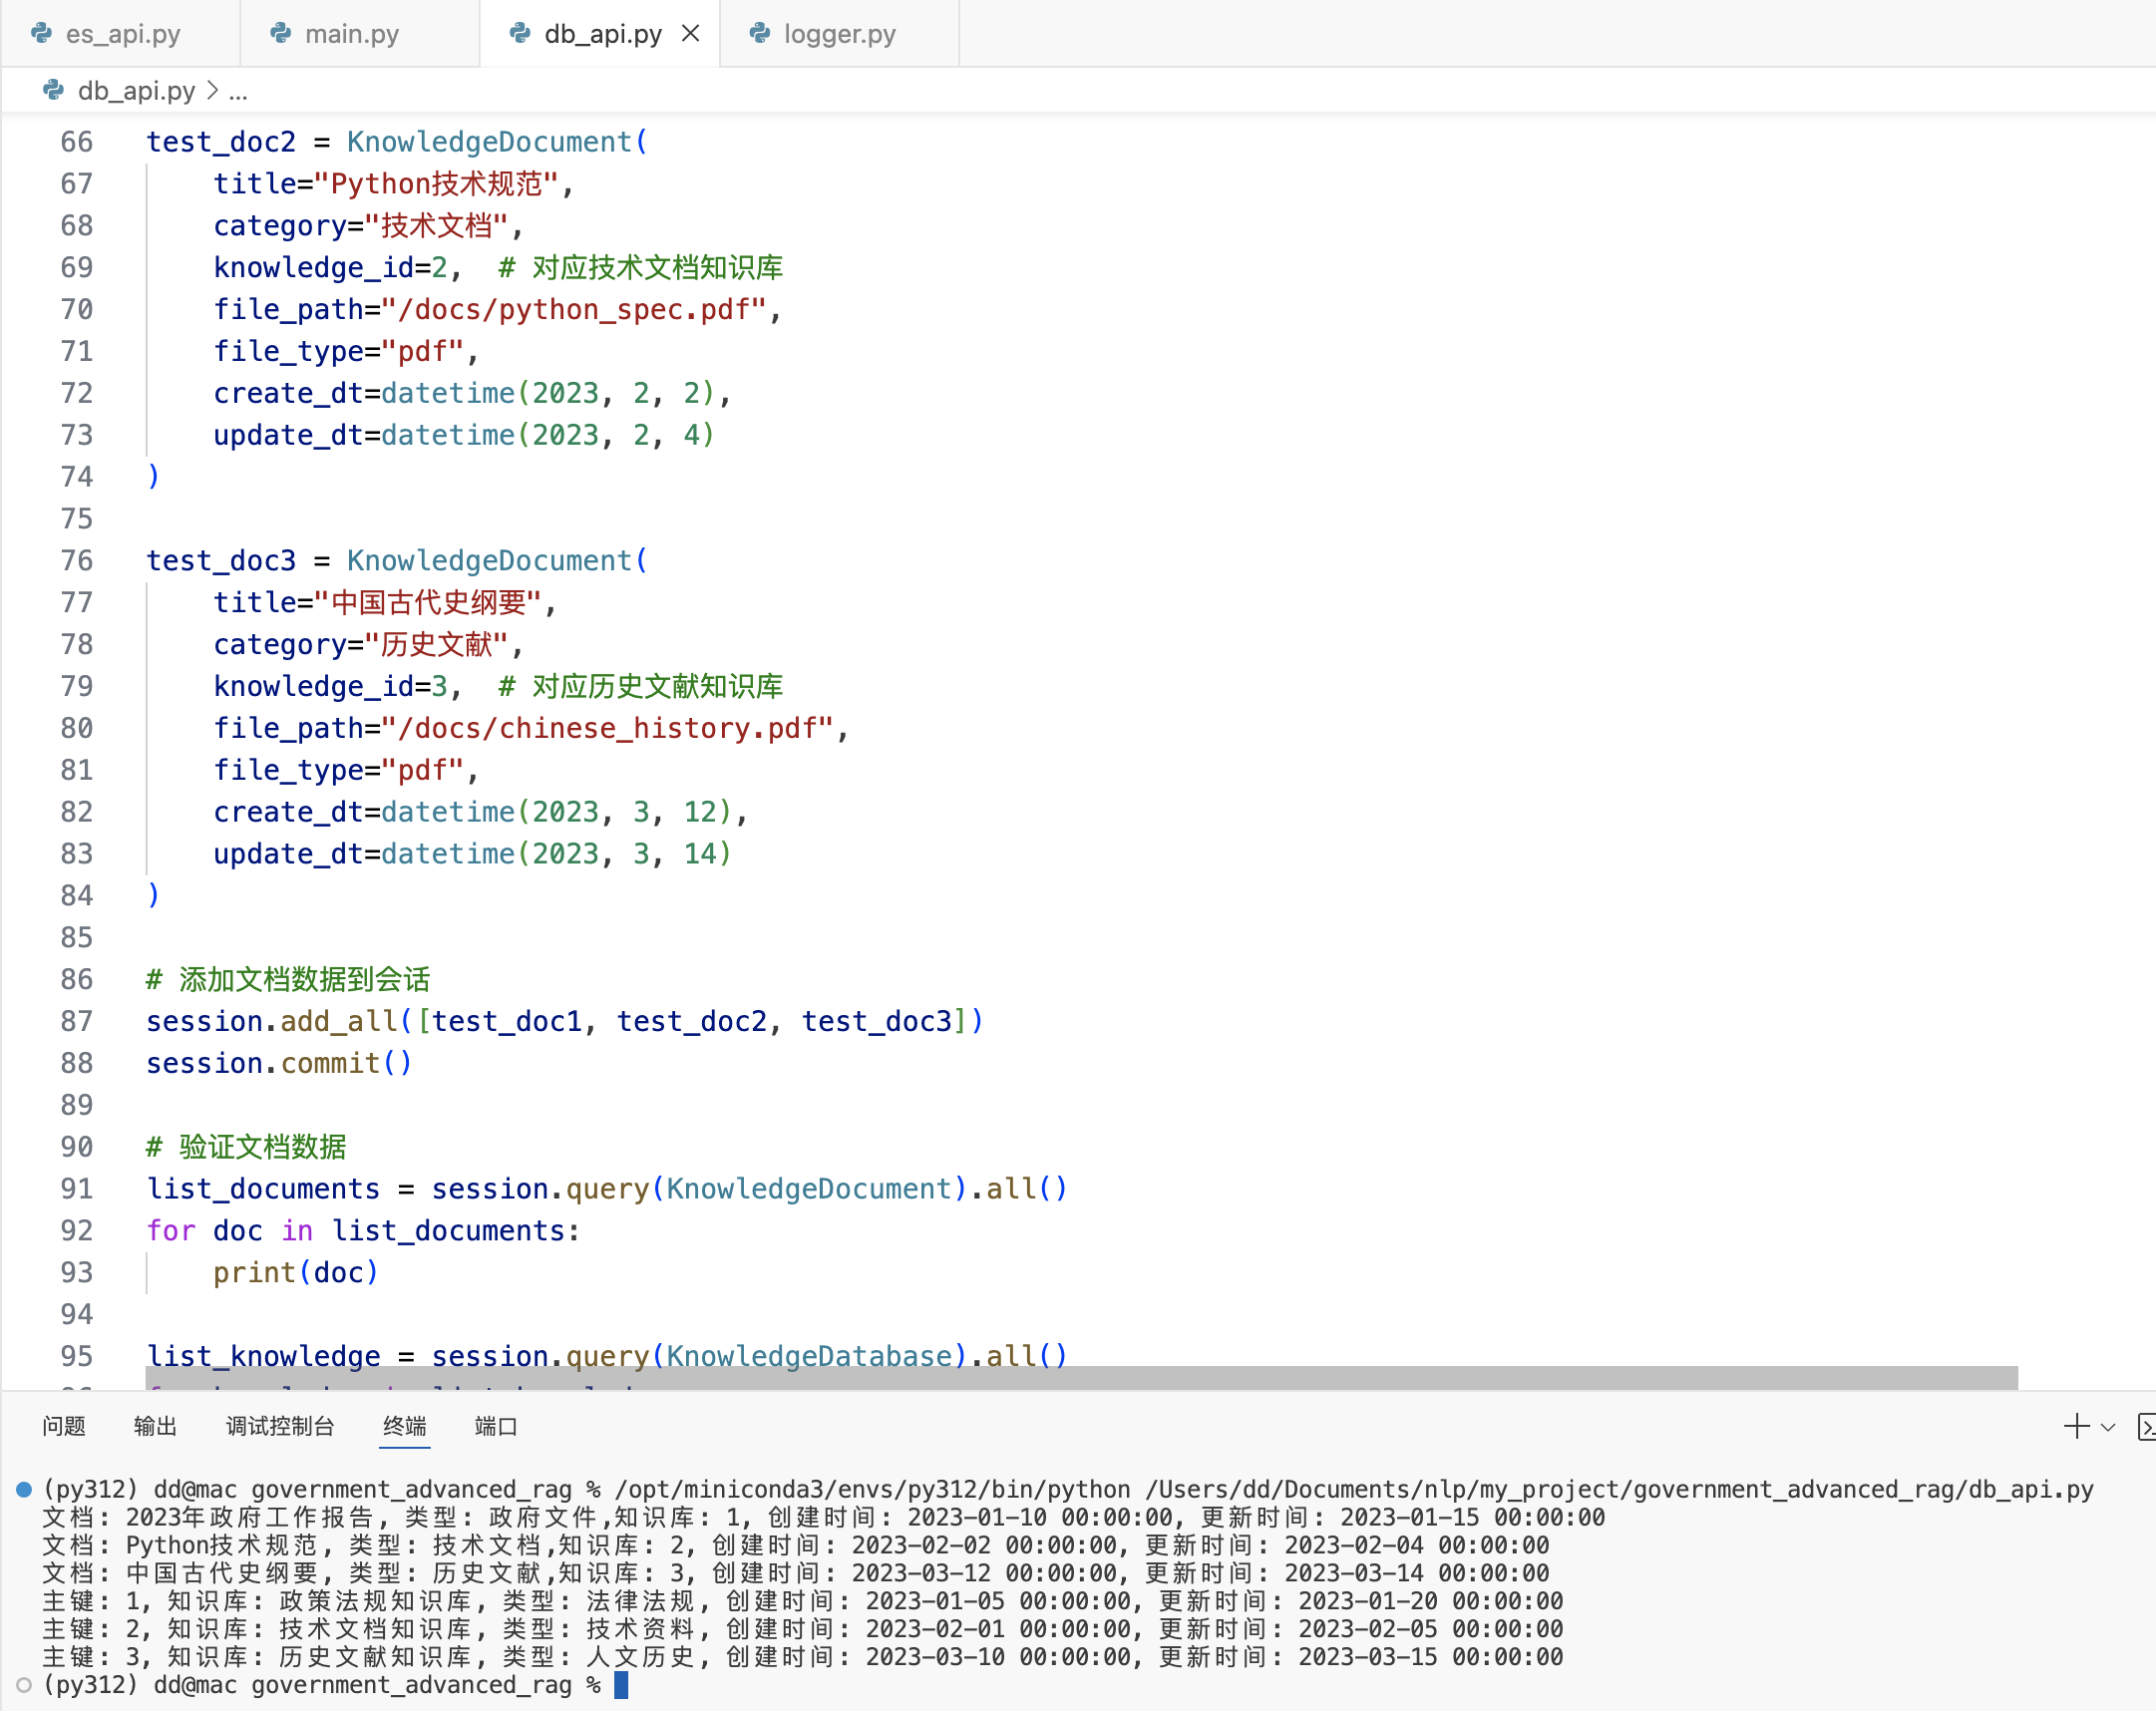 es_api.py main.py db_api.py logger.py
db_api.py > ...
66 test_doc2 = KnowledgeDocument(
67     title="Python技术规范",
68     category="技术文档",
69     knowledge_id=2,  # 对应技术文档知识库
70     file_path="/docs/python_spec.pdf",
71     file_type="pdf",
72     create_dt=datetime(2023, 2, 2),
73     update_dt=datetime(2023, 2, 4)
74 )
75
76 test_doc3 = KnowledgeDocument(
77     title="中国古代史纲要",
78     category="历史文献",
79     knowledge_id=3,  # 对应历史文献知识库
80     file_path="/docs/chinese_history.pdf",
81     file_type="pdf",
82     create_dt=datetime(2023, 3, 12),
83     update_dt=datetime(2023, 3, 14)
84 )
85
86 # 添加文档数据到会话
87 session.add_all([test_doc1, test_doc2, test_doc3])
88 session.commit()
89
90 # 验证文档数据
91 list_documents = session.query(KnowledgeDocument).all()
92 for doc in list_documents:
93     print(doc)
94
95 list_knowledge = session.query(KnowledgeDatabase).all()
问题 输出 调试控制台 终端 端口
(py312) dd@mac government_advanced_rag % /opt/miniconda3/envs/py312/bin/python /Users/dd/Documents/nlp/my_project/government_advanced_rag/db_api.py
文档: 2023年政府工作报告, 类型: 政府文件,知识库: 1, 创建时间: 2023-01-10 00:00:00, 更新时间: 2023-01-15 00:00:00
文档: Python技术规范, 类型: 技术文档,知识库: 2, 创建时间: 2023-02-02 00:00:00, 更新时间: 2023-02-04 00:00:00
文档: 中国古代史纲要, 类型: 历史文献,知识库: 3, 创建时间: 2023-03-12 00:00:00, 更新时间: 2023-03-14 00:00:00
主键: 1, 知识库: 政策法规知识库, 类型: 法律法规, 创建时间: 2023-01-05 00:00:00, 更新时间: 2023-01-20 00:00:00
主键: 2, 知识库: 技术文档知识库, 类型: 技术资料, 创建时间: 2023-02-01 00:00:00, 更新时间: 2023-02-05 00:00:00
主键: 3, 知识库: 历史文献知识库, 类型: 人文历史, 创建时间: 2023-03-10 00:00:00, 更新时间: 2023-03-15 00:00:00
(py312) dd@mac government_advanced_rag %